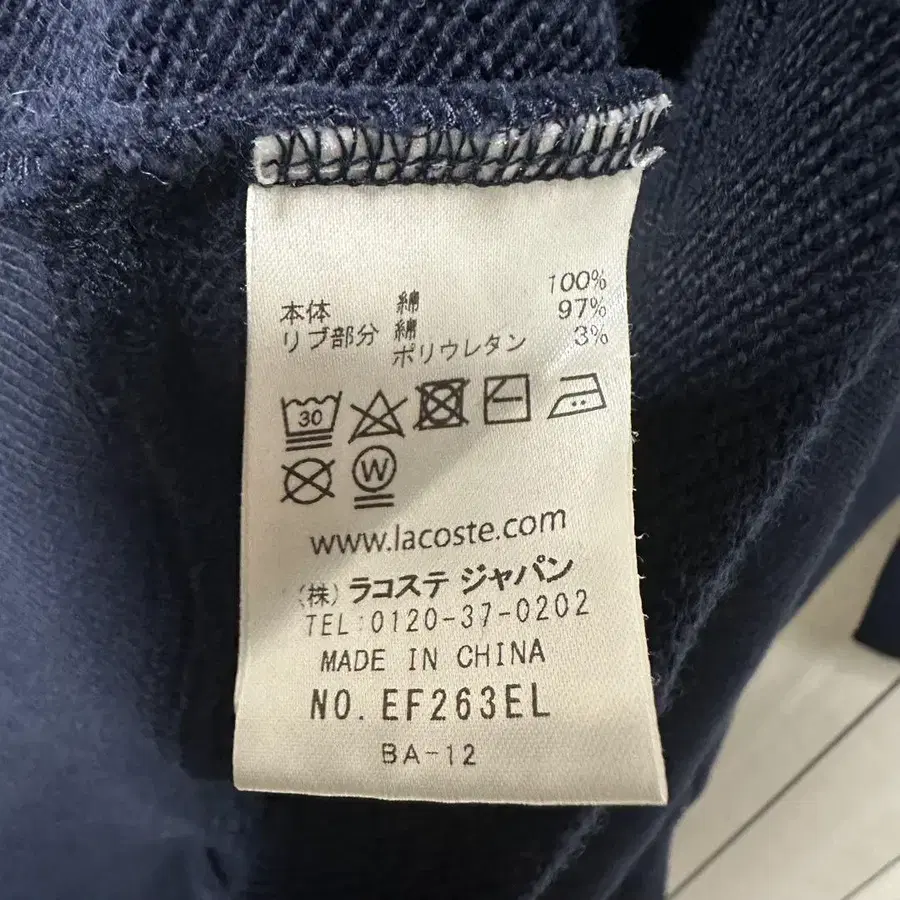 本体 綿 100%
リブ部分 綿 97%
ポリウレタン 3%
30
W
www.lacoste.com
(株) ラコステ ジャパン
TEL:0120-37-0202
MADE IN CHINA
NO. EF263EL
BA-12